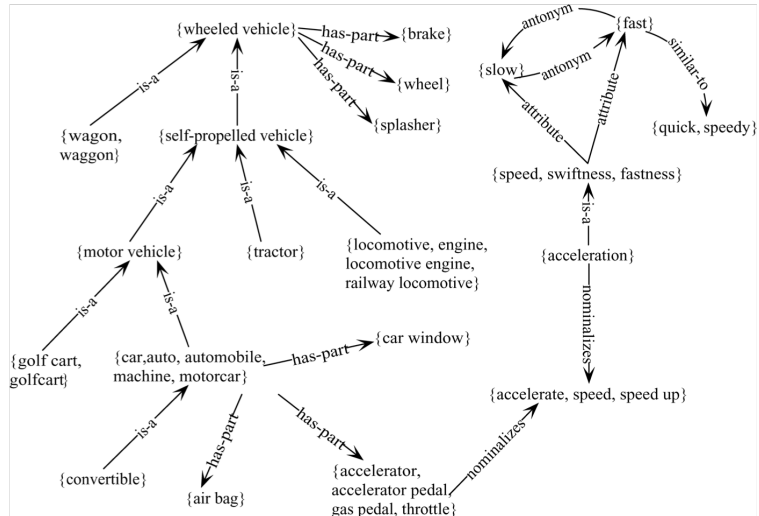 {wheeled vehicle}
has-part
{brake}
has-part
{wheel}
has-part
{splasher}
is-a
is-a
{wagon,
waggon}
{self-propelled vehicle}
is-a
is-a
is-a
{motor vehicle}
{tractor}
{locomotive, engine,
locomotive engine,
railway locomotive}
is-a
is-a
{golf cart,
golfcart}
{car,auto, automobile,
machine, motorcar}
has-part
{car window}
is-a
has-part
has-part
{convertible}
{air bag}
{accelerator,
accelerator pedal,
gas pedal, throttle}
nominalizes
antonym
{fast}
{slow}
antonym
similar-to
{quick, speedy}
attribute
attribute
{speed, swiftness, fastness}
is-a
{acceleration}
nominalizes
{accelerate, speed, speed up}